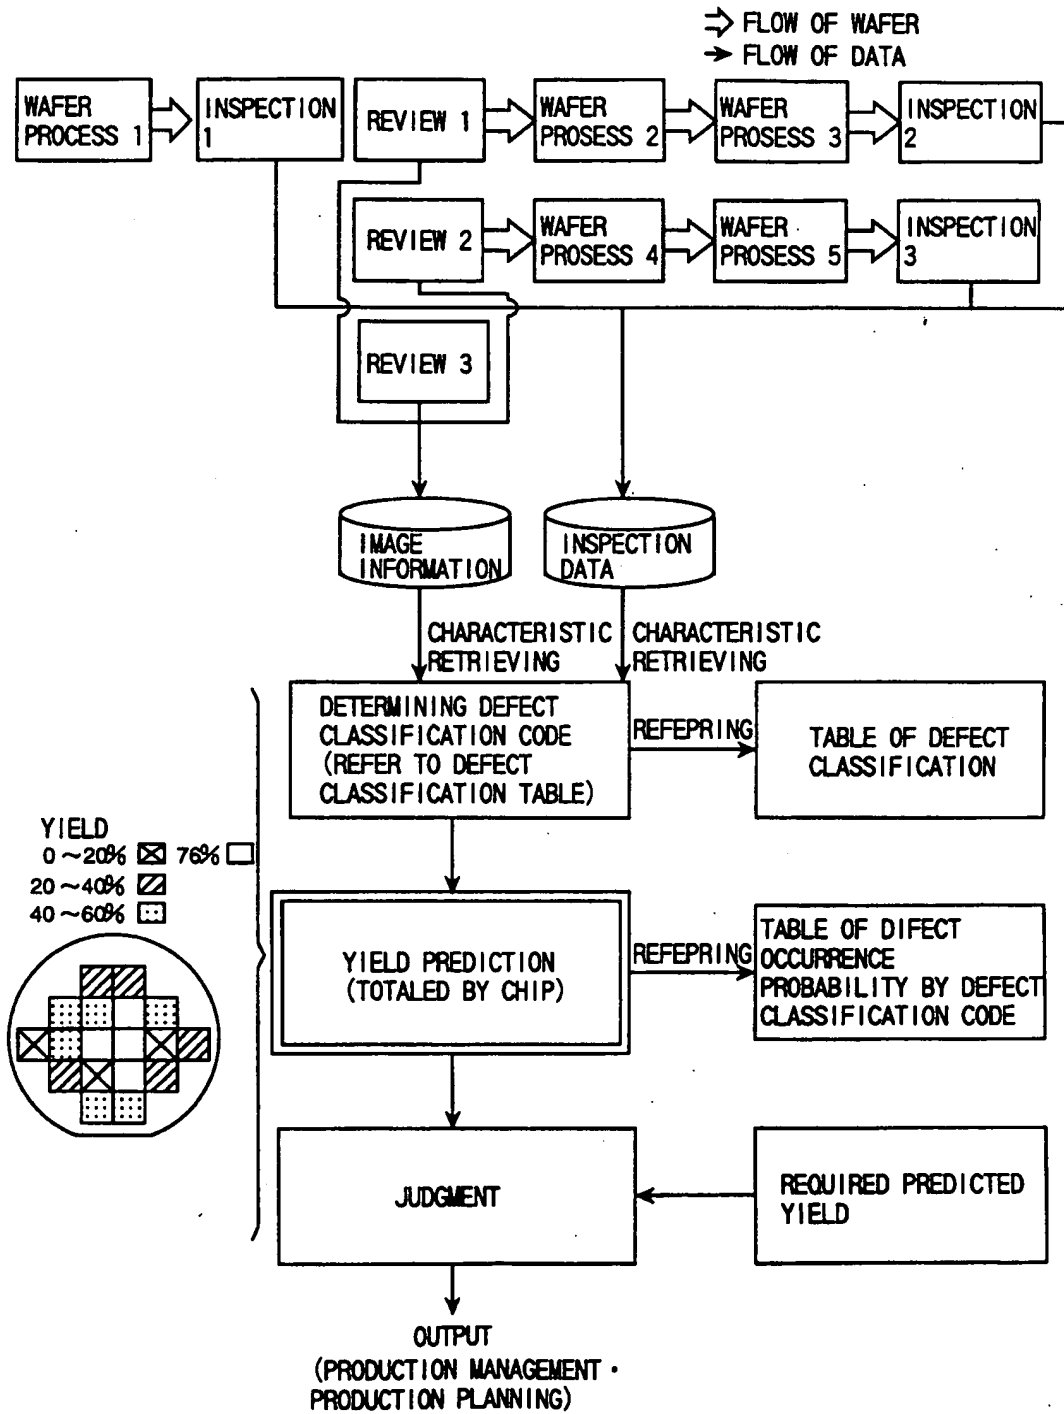 FLOW OF WAFER
FLOW OF DATA
WAFER
PROCESS 1
INSPECTION
1
REVIEW 1
WAFER
PROSESS 2
WAFER
PROSESS 3
INSPECTION
2
REVIEW 2
WAFER
PROSESS 4
WAFER
PROSESS 5
INSPECTION
3
REVIEW 3
IMAGE
INFORMATION
INSPECTION
DATA
CHARACTERISTIC
RETRIEVING
CHARACTERISTIC
RETRIEVING
DETERMINING DEFECT
CLASSIFICATION CODE
(REFER TO DEFECT
CLASSIFICATION TABLE)
REFEPRING
TABLE OF DEFECT
CLASSIFICATION
YIELD
0 ~20% 76%
20 ~40%
40 ~60%
YIELD PREDICTION
(TOTALED BY CHIP)
REFEPRING
TABLE OF DIFECT
OCCURRENCE
PROBABILITY BY DEFECT
CLASSIFICATION CODE
JUDGMENT
REQUIRED PREDICTED
YIELD
OUTPUT
(PRODUCTION MANAGEMENT・
PRODUCTION PLANNING)